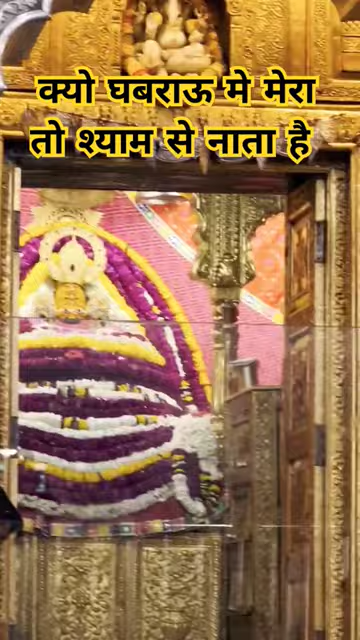 क्यो घबराऊ मे मेरा
तो श्याम से नाता है